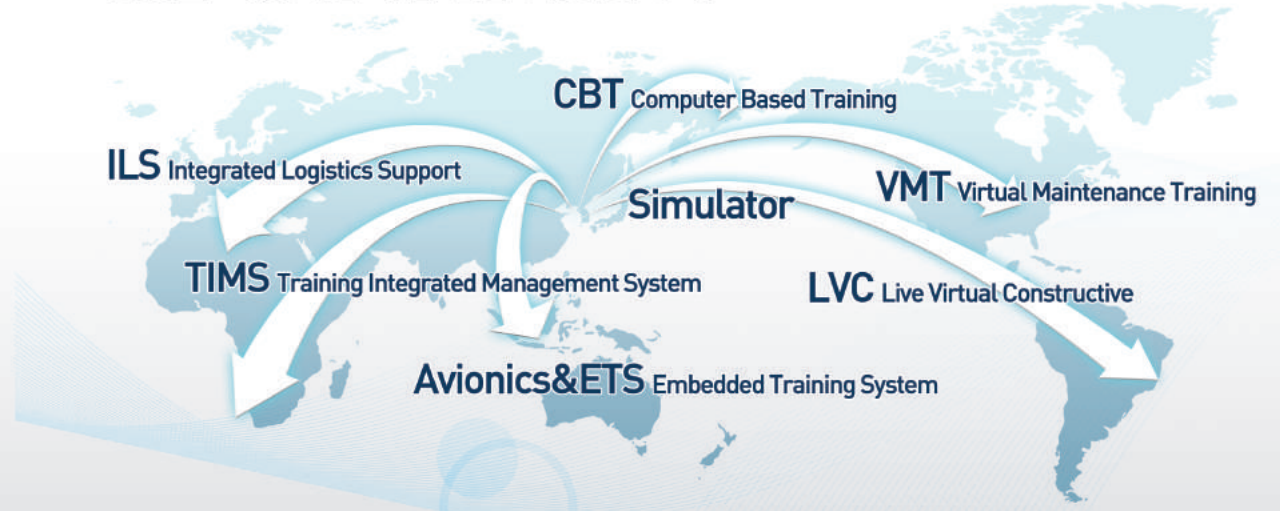 CBT Computer Based Training
ILS Integrated Logistics Support
VMT Virtual Maintenance Training
Simulator
TIMS Training Integrated Management System
LVC Live Virtual Constructive
Avionics&ETS Embedded Training System